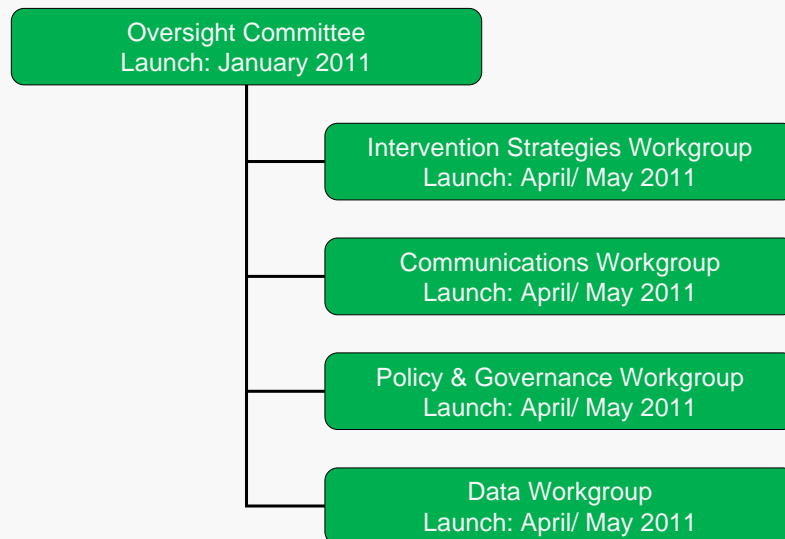 Oversight Committee
Launch: January 2011
Intervention Strategies Workgroup
Launch: April/ May 2011
Communications Workgroup
Launch: April/ May 2011
Policy & Governance Workgroup
Launch: April/ May 2011
Data Workgroup
Launch: April/ May 2011